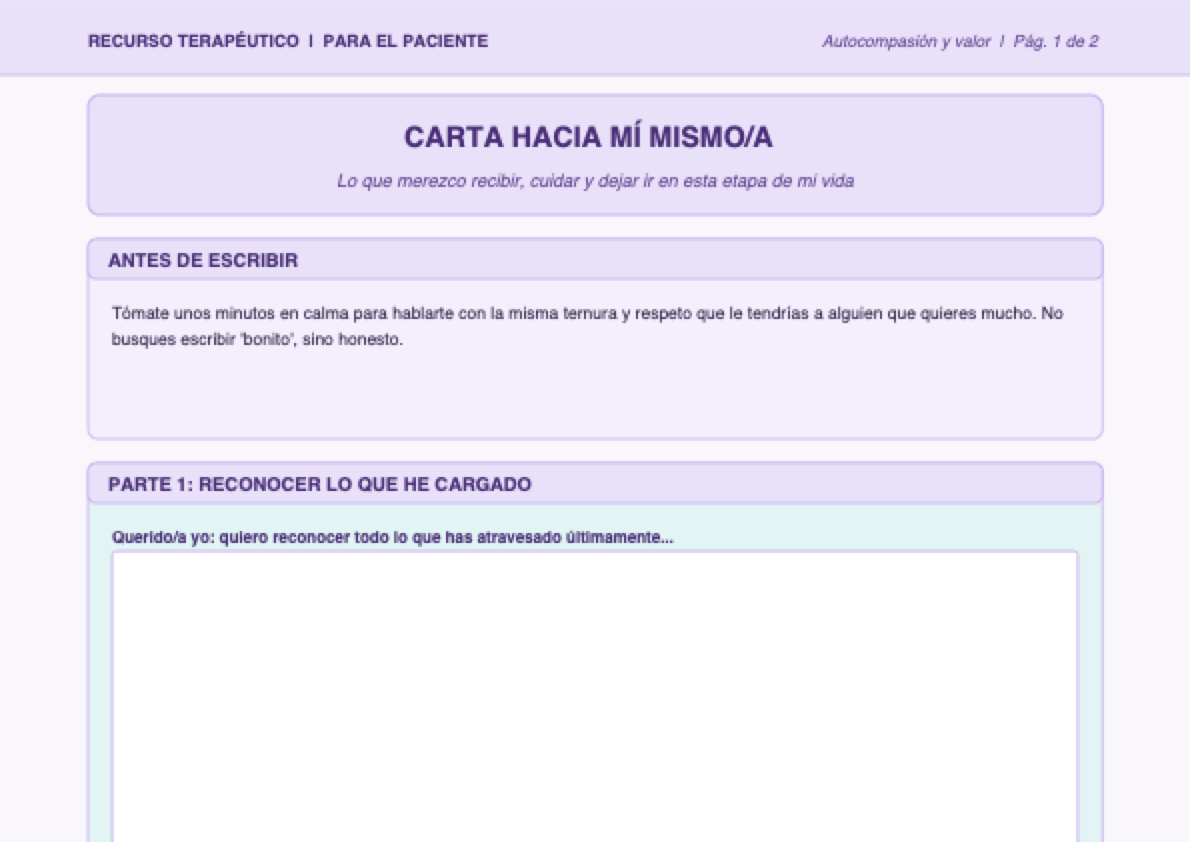 RECURSO TERAPÉUTICO | PARA EL PACIENTE
Autocompasión y valor | Pág. 1 de 2
CARTA HACIA MÍ MISMO/A
Lo que merezco recibir, cuidar y dejar ir en esta etapa de mi vida
ANTES DE ESCRIBIR
Tómate unos minutos en calma para hablarte con la misma ternura y respeto que le tendrías a alguien que quieres mucho. No
busques escribir 'bonito', sino honesto.
PARTE 1: RECONOCER LO QUE HE CARGADO
Querido/a yo: quiero reconocer todo lo que has atravesado últimamente...